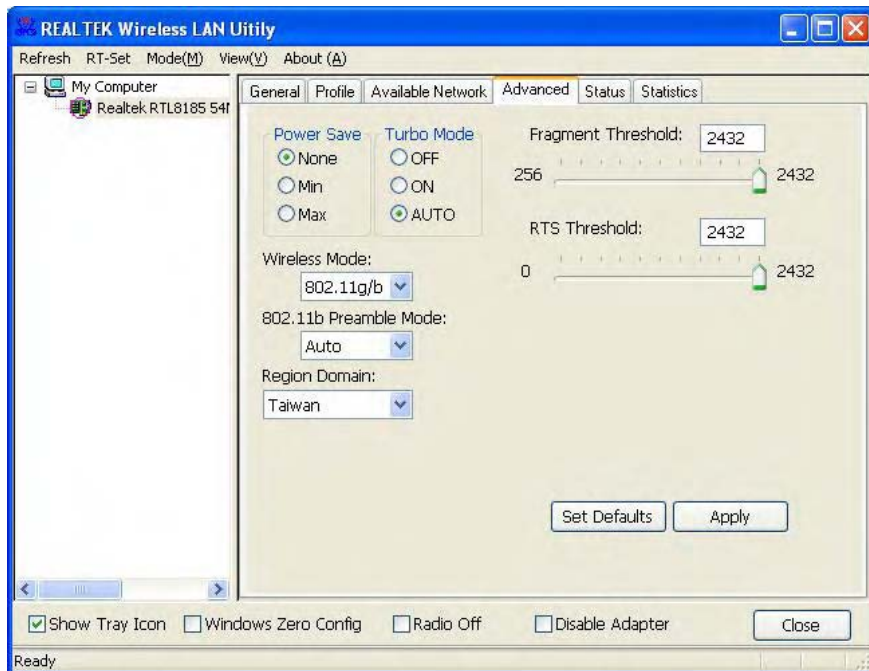 REALTEK Wireless LAN Uitily
Refresh RT-Set Mode(M) View(V) About (A)
My Computer
Realtek RTL8185 54M
General Profile Available Network Advanced Status Statistics
Power Save
None
Min
Max
Turbo Mode
OFF
ON
AUTO
Wireless Mode:
802.11g/b
802.11b Preamble Mode:
Auto
Region Domain:
Taiwan
Fragment Threshold: 2432
256 2432
RTS Threshold: 2432
0 2432
Set Defaults Apply
Show Tray Icon Windows Zero Config Radio Off Disable Adapter Close
Ready